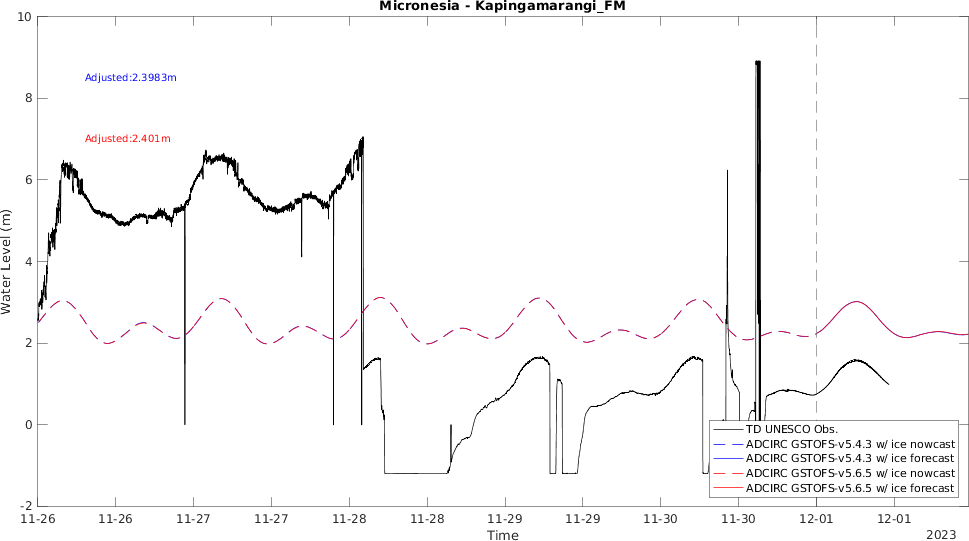 Micronesia - Kapingamarangi_FM
10
8
6
4
2
0
-2
Water Level (m)
Adjusted:2.3983m
Adjusted:2.401m
TD UNESCO Obs.
ADCIRC GSTOFS-v5.4.3 w/ ice nowcast
ADCIRC GSTOFS-v5.4.3 w/ ice forecast
ADCIRC GSTOFS-v5.6.5 w/ ice nowcast
ADCIRC GSTOFS-v5.6.5 w/ ice forecast
11-26 11-26 11-27 11-27 11-28 11-28 11-29 11-29 11-30 11-30 12-01 12-01
Time
2023